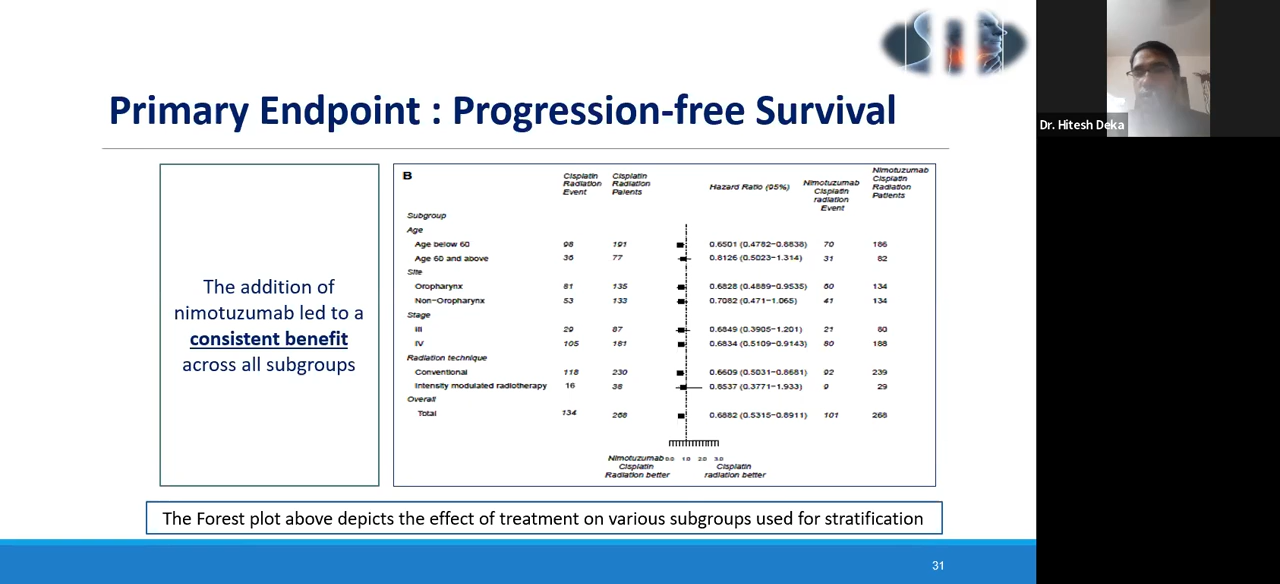 Primary Endpoint : Progression-free Survival
Dr. Hitesh Deka
The addition of
nimotuzumab led to a
consistent benefit
across all subgroups
B
Cisplatin Radiation Event
Cisplatin Radiation Patients
Hazard Ratio (95%)
Nimotuzumab Cisplatin radiation Event
Nimotuzumab Cisplatin Radiation Patients
Subgroup
Age
Age below 60 98 191 0.6501 (0.4782-0.8838) 70 186
Age 60 and above 36 77 0.8126 (0.5023-1.314) 31 82
Site
Oropharynx 81 135 0.6828 (0.4889-0.9535) 60 134
Non-Oropharynx 53 133 0.7082 (0.471-1.065) 41 134
Stage
III 29 87 0.6849 (0.3905-1.201) 21 80
IV 105 181 0.6834 (0.5109-0.9143) 80 188
Radiation technique
Conventional 118 230 0.6609 (0.5031-0.8681) 92 239
Intensity modulated radiotherapy 16 38 0.8537 (0.3771-1.933) 9 29
Overall
Total 134 268 0.6882 (0.5315-0.8911) 101 268
0.0 1.0 2.0 3.0
Nimotuzumab Cisplatin Radiation better
Cisplatin radiation better
The Forest plot above depicts the effect of treatment on various subgroups used for stratification
31